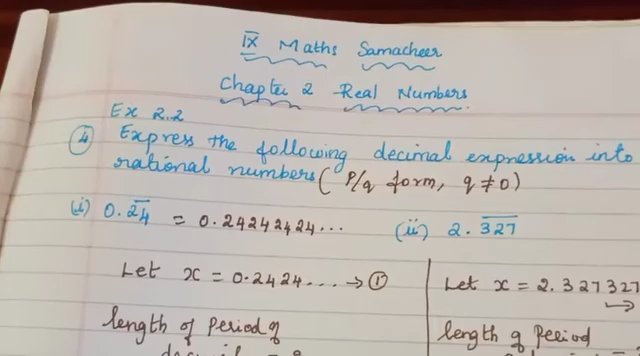 IX Maths Samacheer
Chapter 2 Real Numbers
Ex 2.2
④ Express the following decimal expression into
rational numbers (P/q form, q ≠ 0)
(i) 0.2̅4̅ = 0.24242424... (ii) 2.3̅2̅7̅
Let x = 0.2424.... → ①
Let x = 2.327327
length of Period of
length of Period